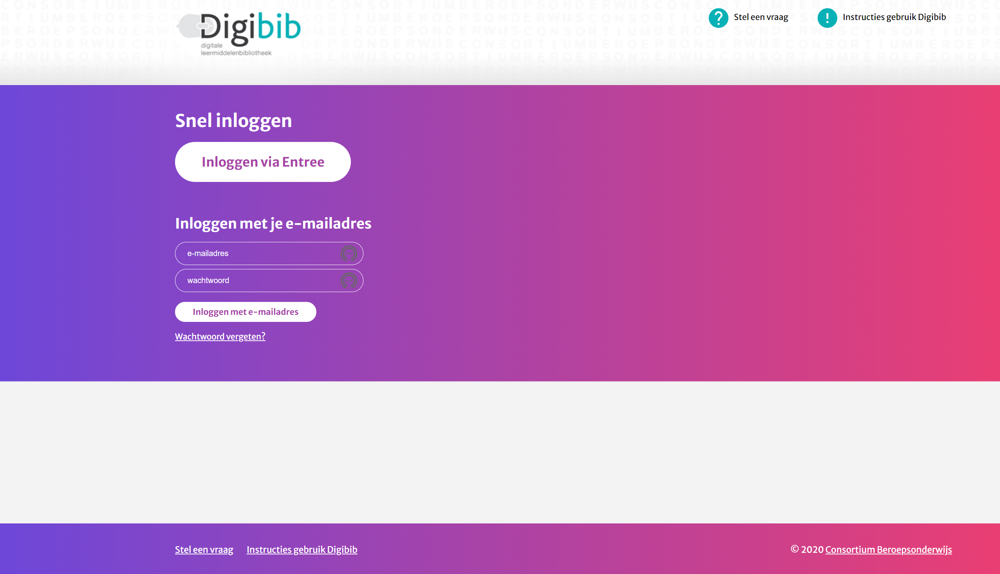 Digibib
digitale
leermiddelenbibliotheek
Stel een vraag
Instructies gebruik Digibib
Snel inloggen
Inloggen via Entree
Inloggen met je e-mailadres
e-mailadres
wachtwoord
Inloggen met e-mailadres
Wachtwoord vergeten?
Stel een vraag Instructies gebruik Digibib
© 2020 Consortium Beroepsonderwijs